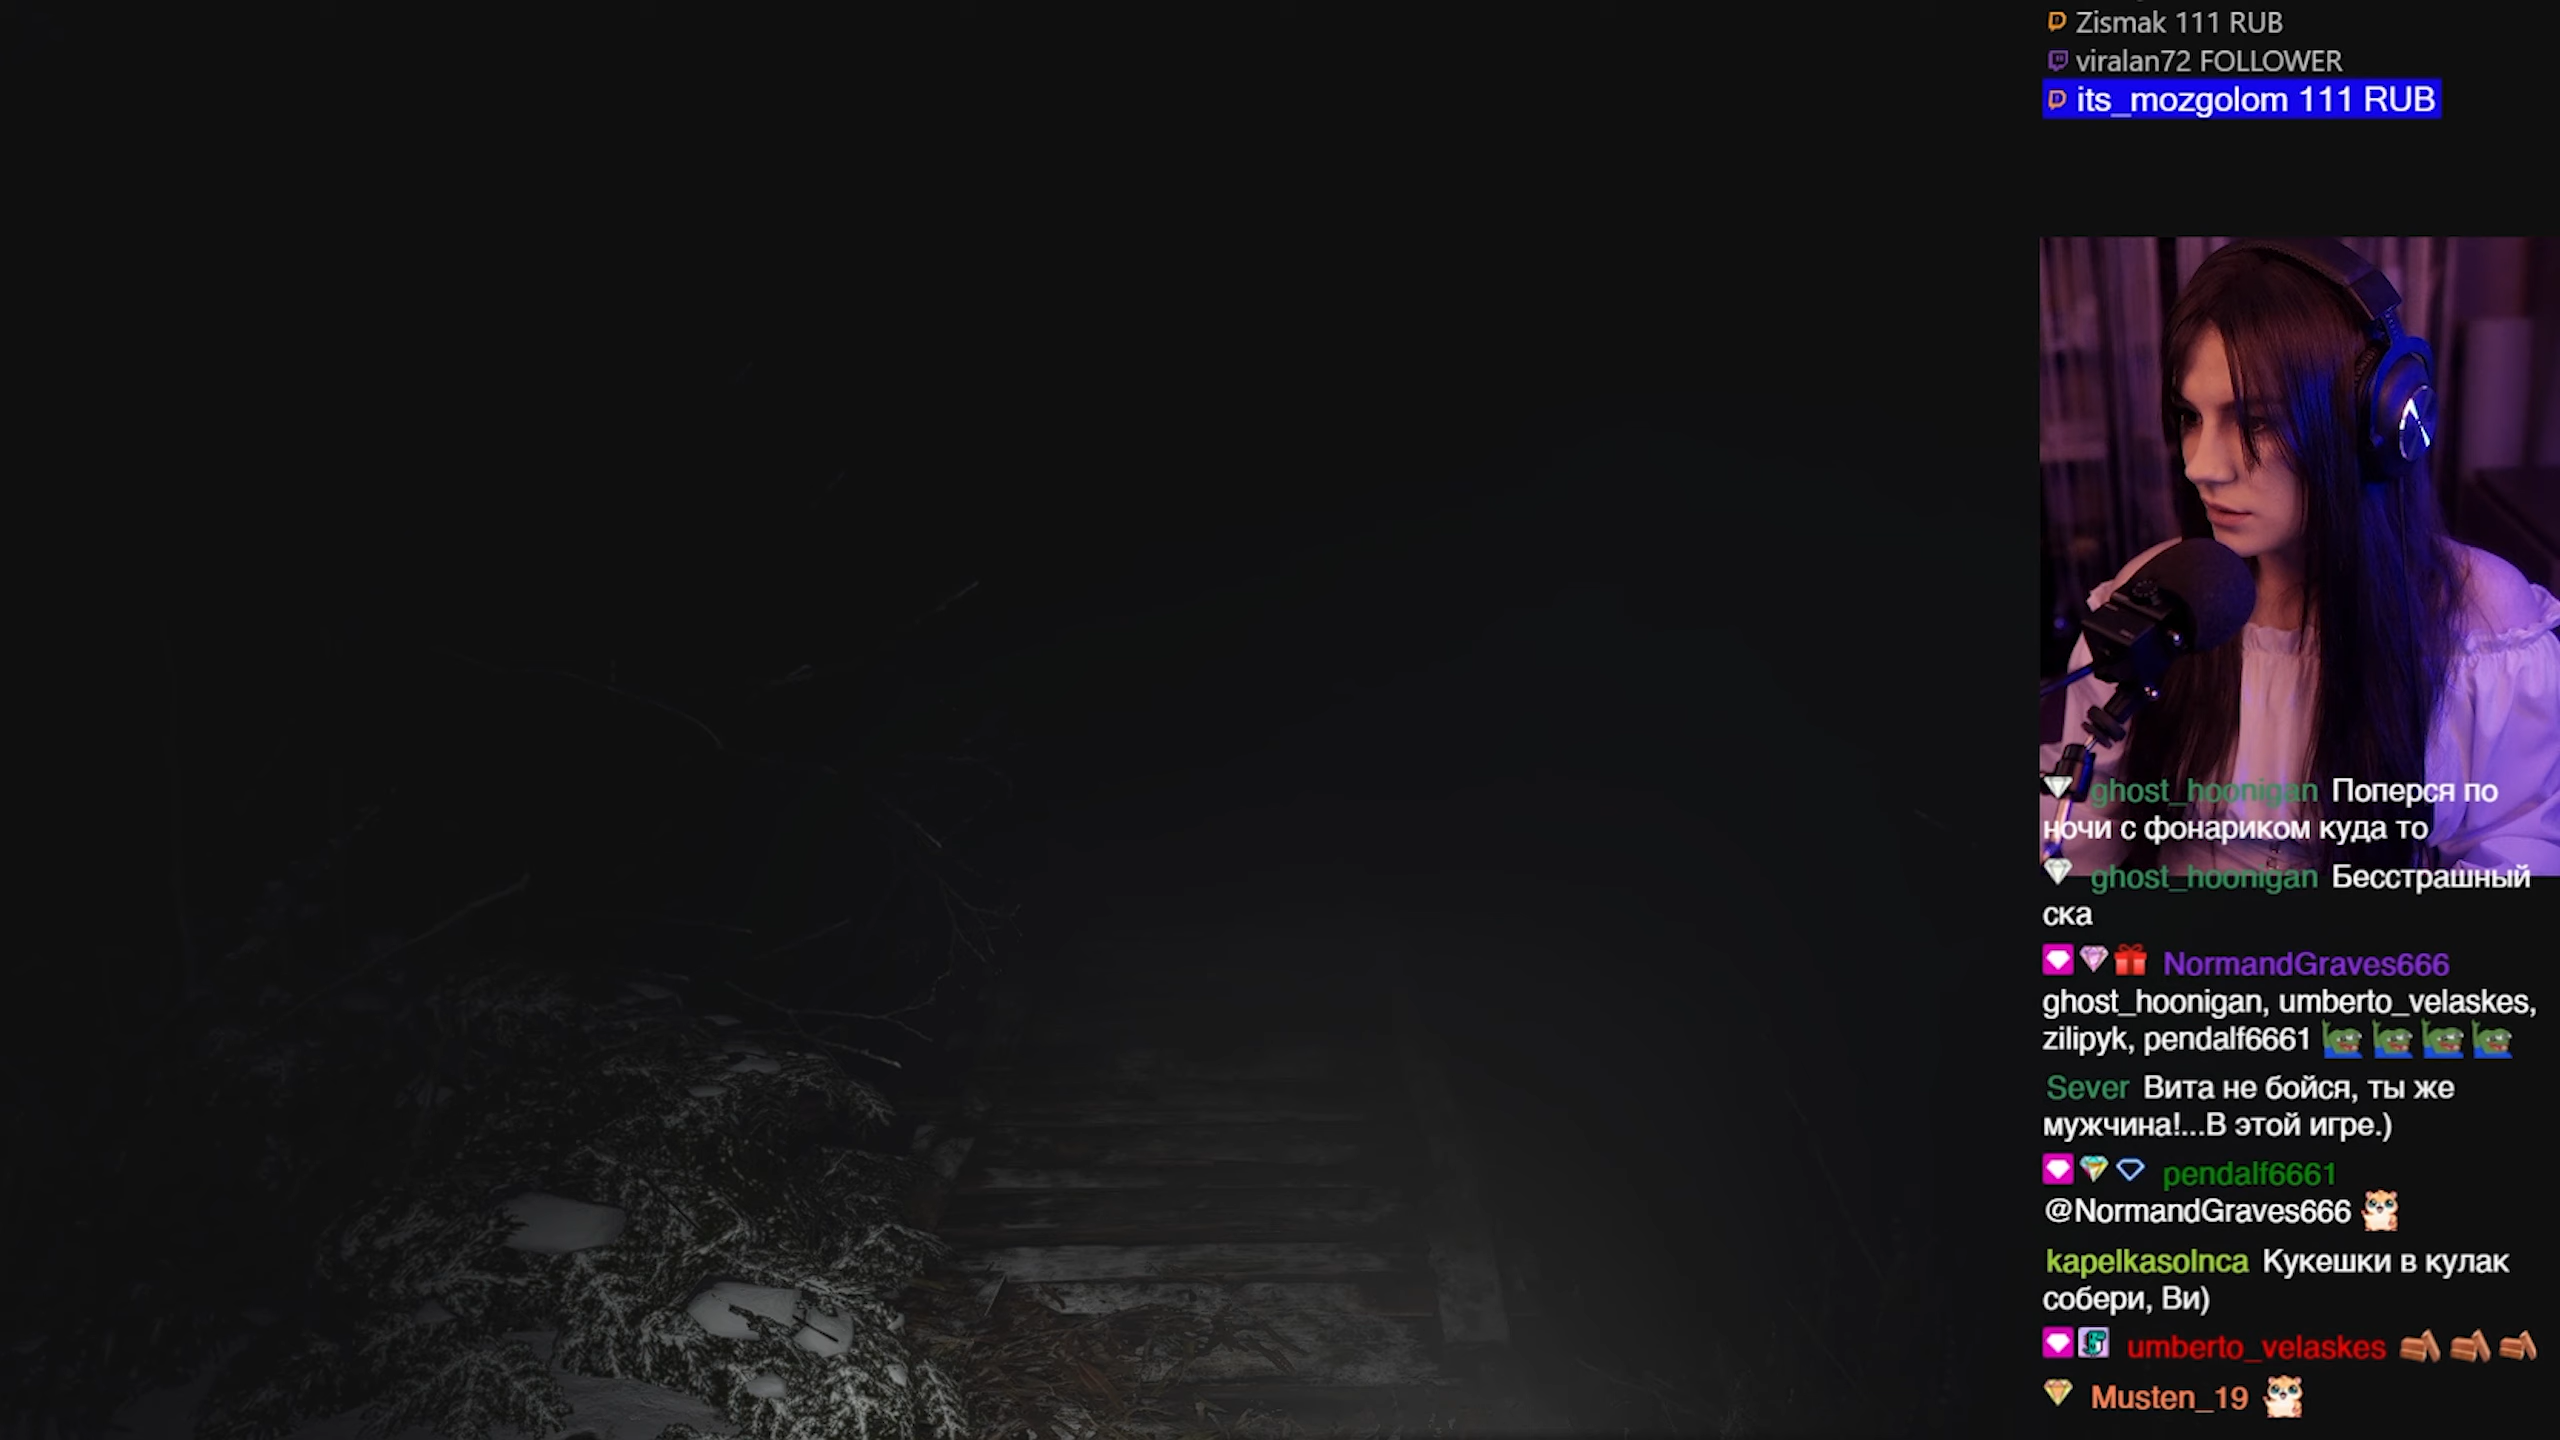 Zismak 111 RUB
viralan72 FOLLOWER
its_mozgolom 111 RUB
ghost_hoonigan Поперся по
ночи с фонариком куда то
ghost_hoonigan Бесстрашный
ска
NormandGraves666
ghost_hoonigan, umberto_velaskes,
zilipyk, pendalf6661
Sever Вита не бойся, ты же
мужчина!...В этой игре.)
pendalf6661
@NormandGraves666
kapelkasolnca Кукешки в кулак
собери, Ви)
umberto_velaskes
Musten_19